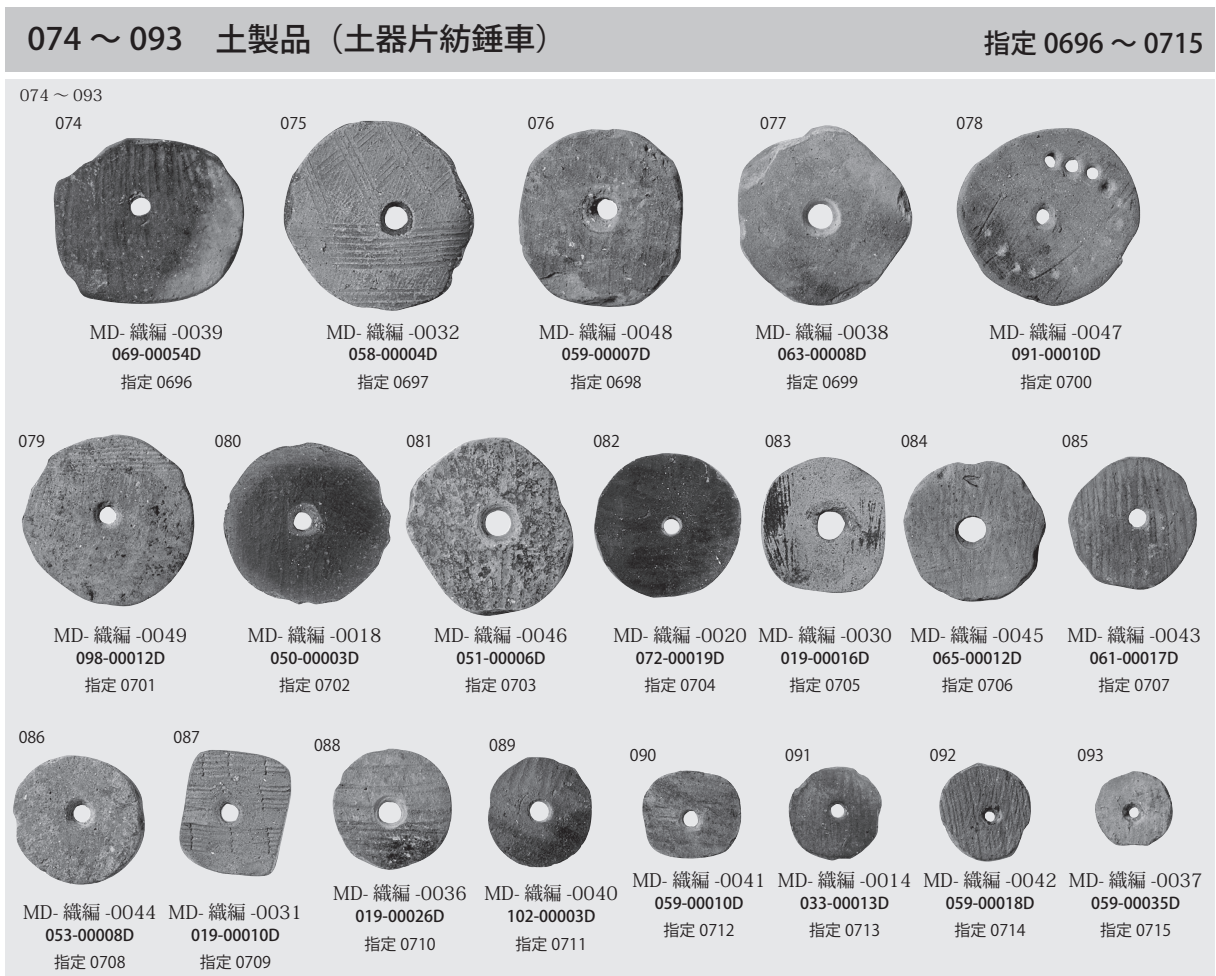 074～093　土製品（土器片紡錘車）
指定 0696～0715
074～093
074
075
076
077
078
MD- 織編 -0039
069-00054D
指定 0696
MD- 織編 -0032
058-00004D
指定 0697
MD- 織編 -0048
059-00007D
指定 0698
MD- 織編 -0038
063-00008D
指定 0699
MD- 織編 -0047
091-00010D
指定 0700
079
080
081
082
083
084
085
MD- 織編 -0049
098-00012D
指定 0701
MD- 織編 -0018
050-00003D
指定 0702
MD- 織編 -0046
051-00006D
指定 0703
MD- 織編 -0020
072-00019D
指定 0704
MD- 織編 -0030
019-00016D
指定 0705
MD- 織編 -0045
065-00012D
指定 0706
MD- 織編 -0043
061-00017D
指定 0707
086
087
088
089
090
091
092
093
MD- 織編 -0044
053-00008D
指定 0708
MD- 織編 -0031
019-00010D
指定 0709
MD- 織編 -0036
019-00026D
指定 0710
MD- 織編 -0040
102-00003D
指定 0711
MD- 織編 -0041
059-00010D
指定 0712
MD- 織編 -0014
033-00013D
指定 0713
MD- 織編 -0042
059-00018D
指定 0714
MD- 織編 -0037
059-00035D
指定 0715